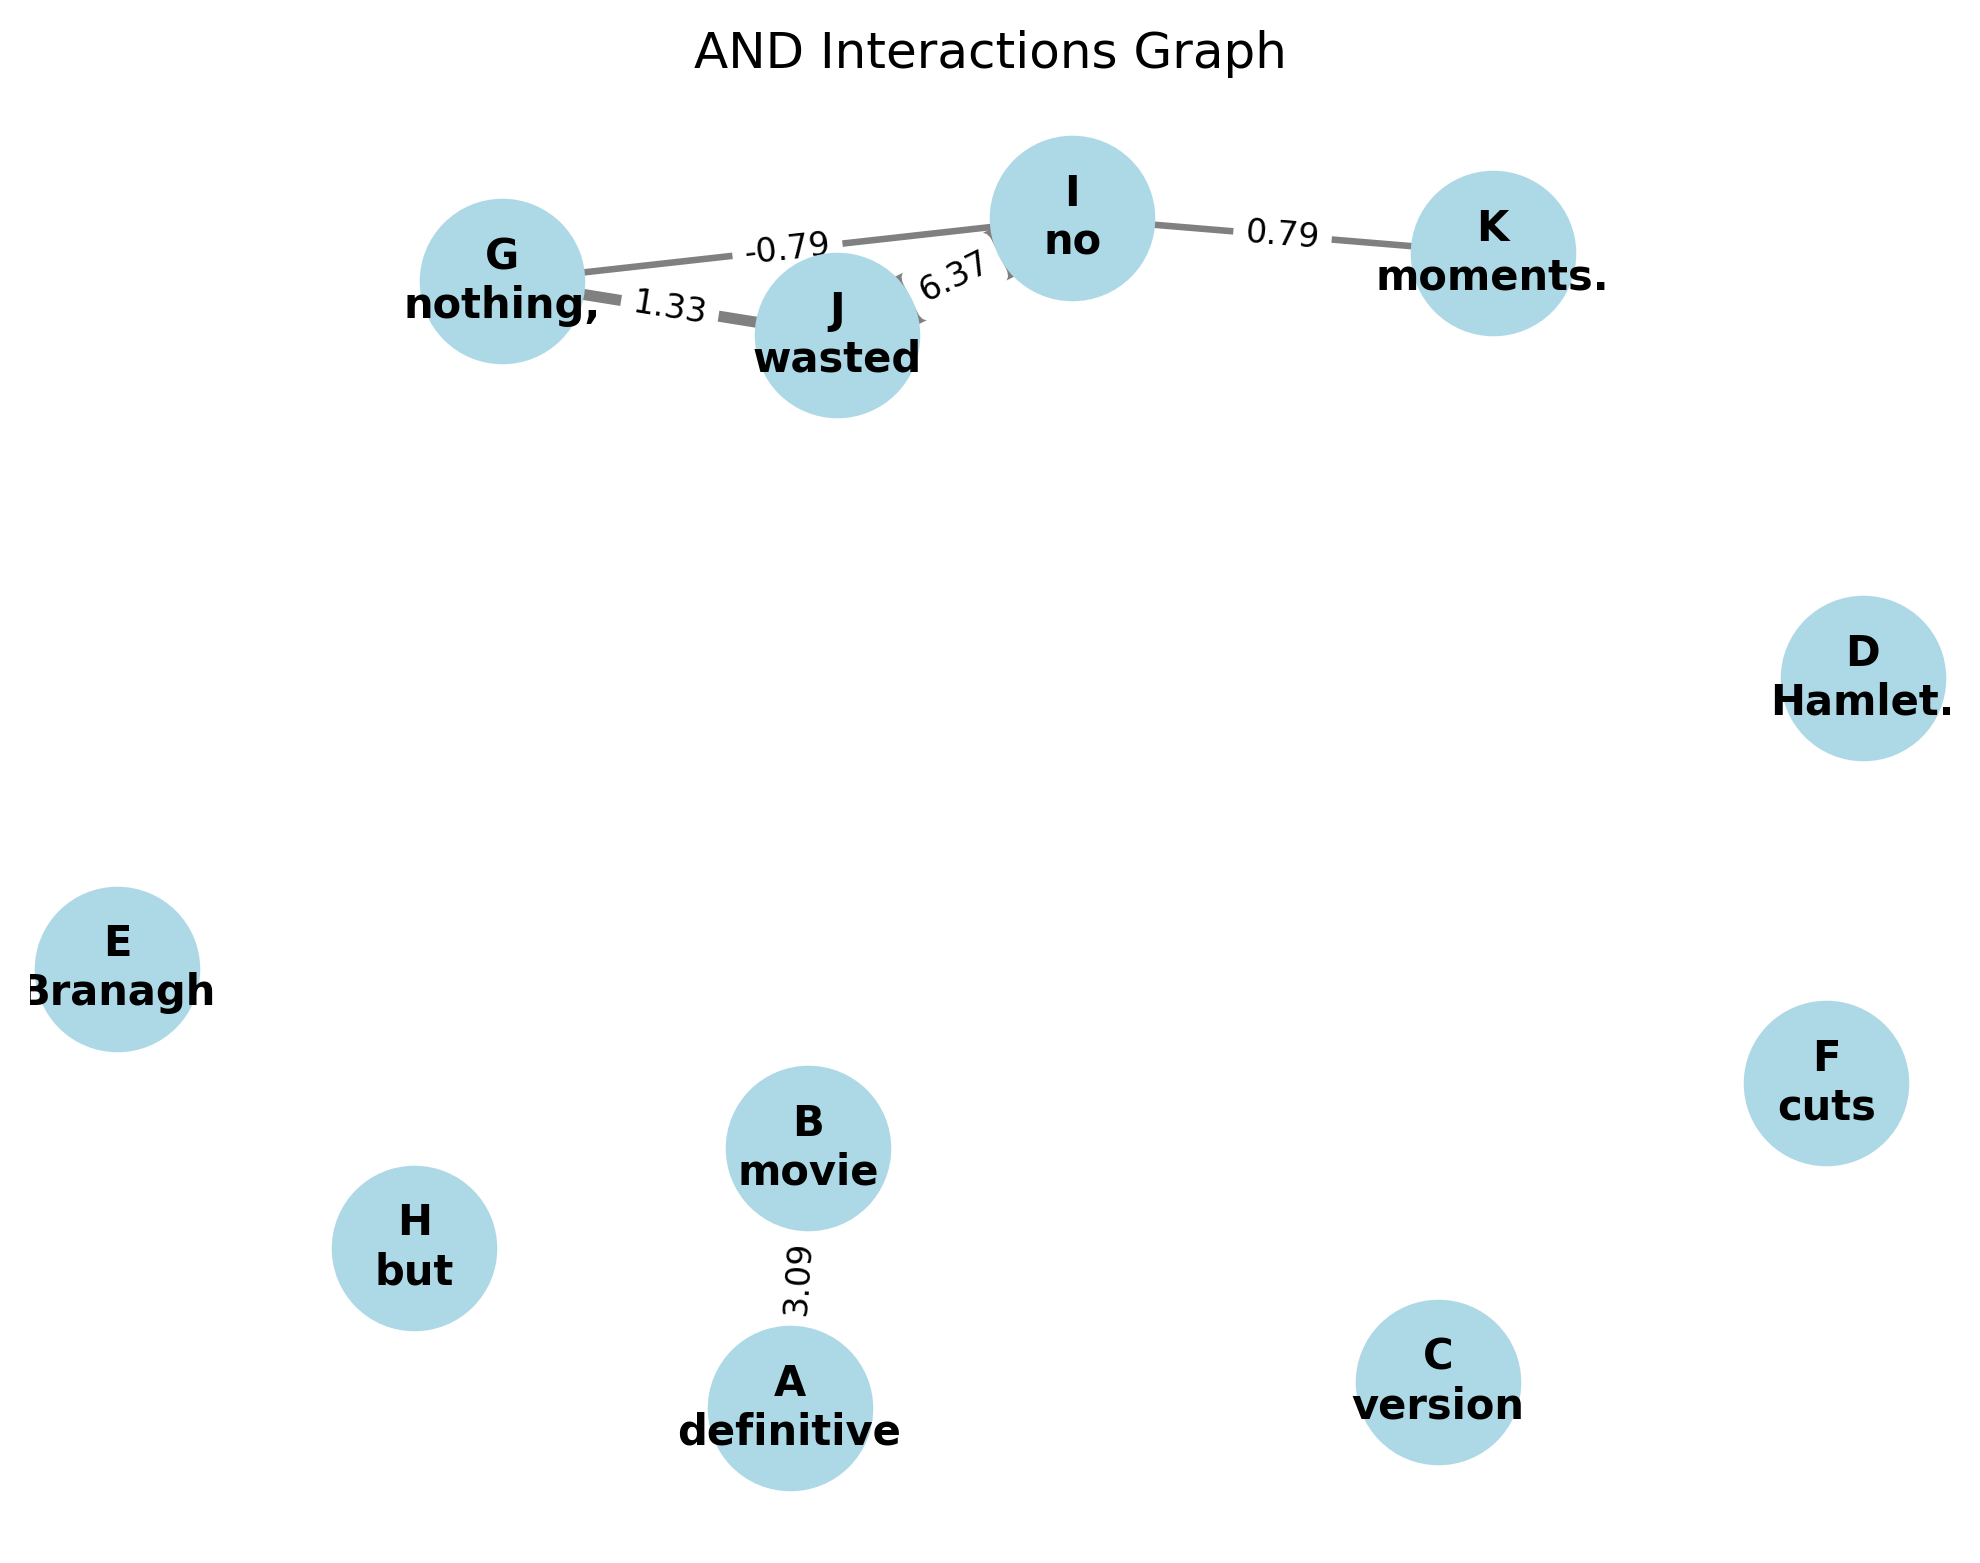 AND Interactions Graph
I
no
K
moments.
G
nothing,
J
wasted
-0.79
0.79
6.37
1.33
D
Hamlet.
E
Branagh
F
cuts
B
movie
H
but
3.09
A
definitive
C
version